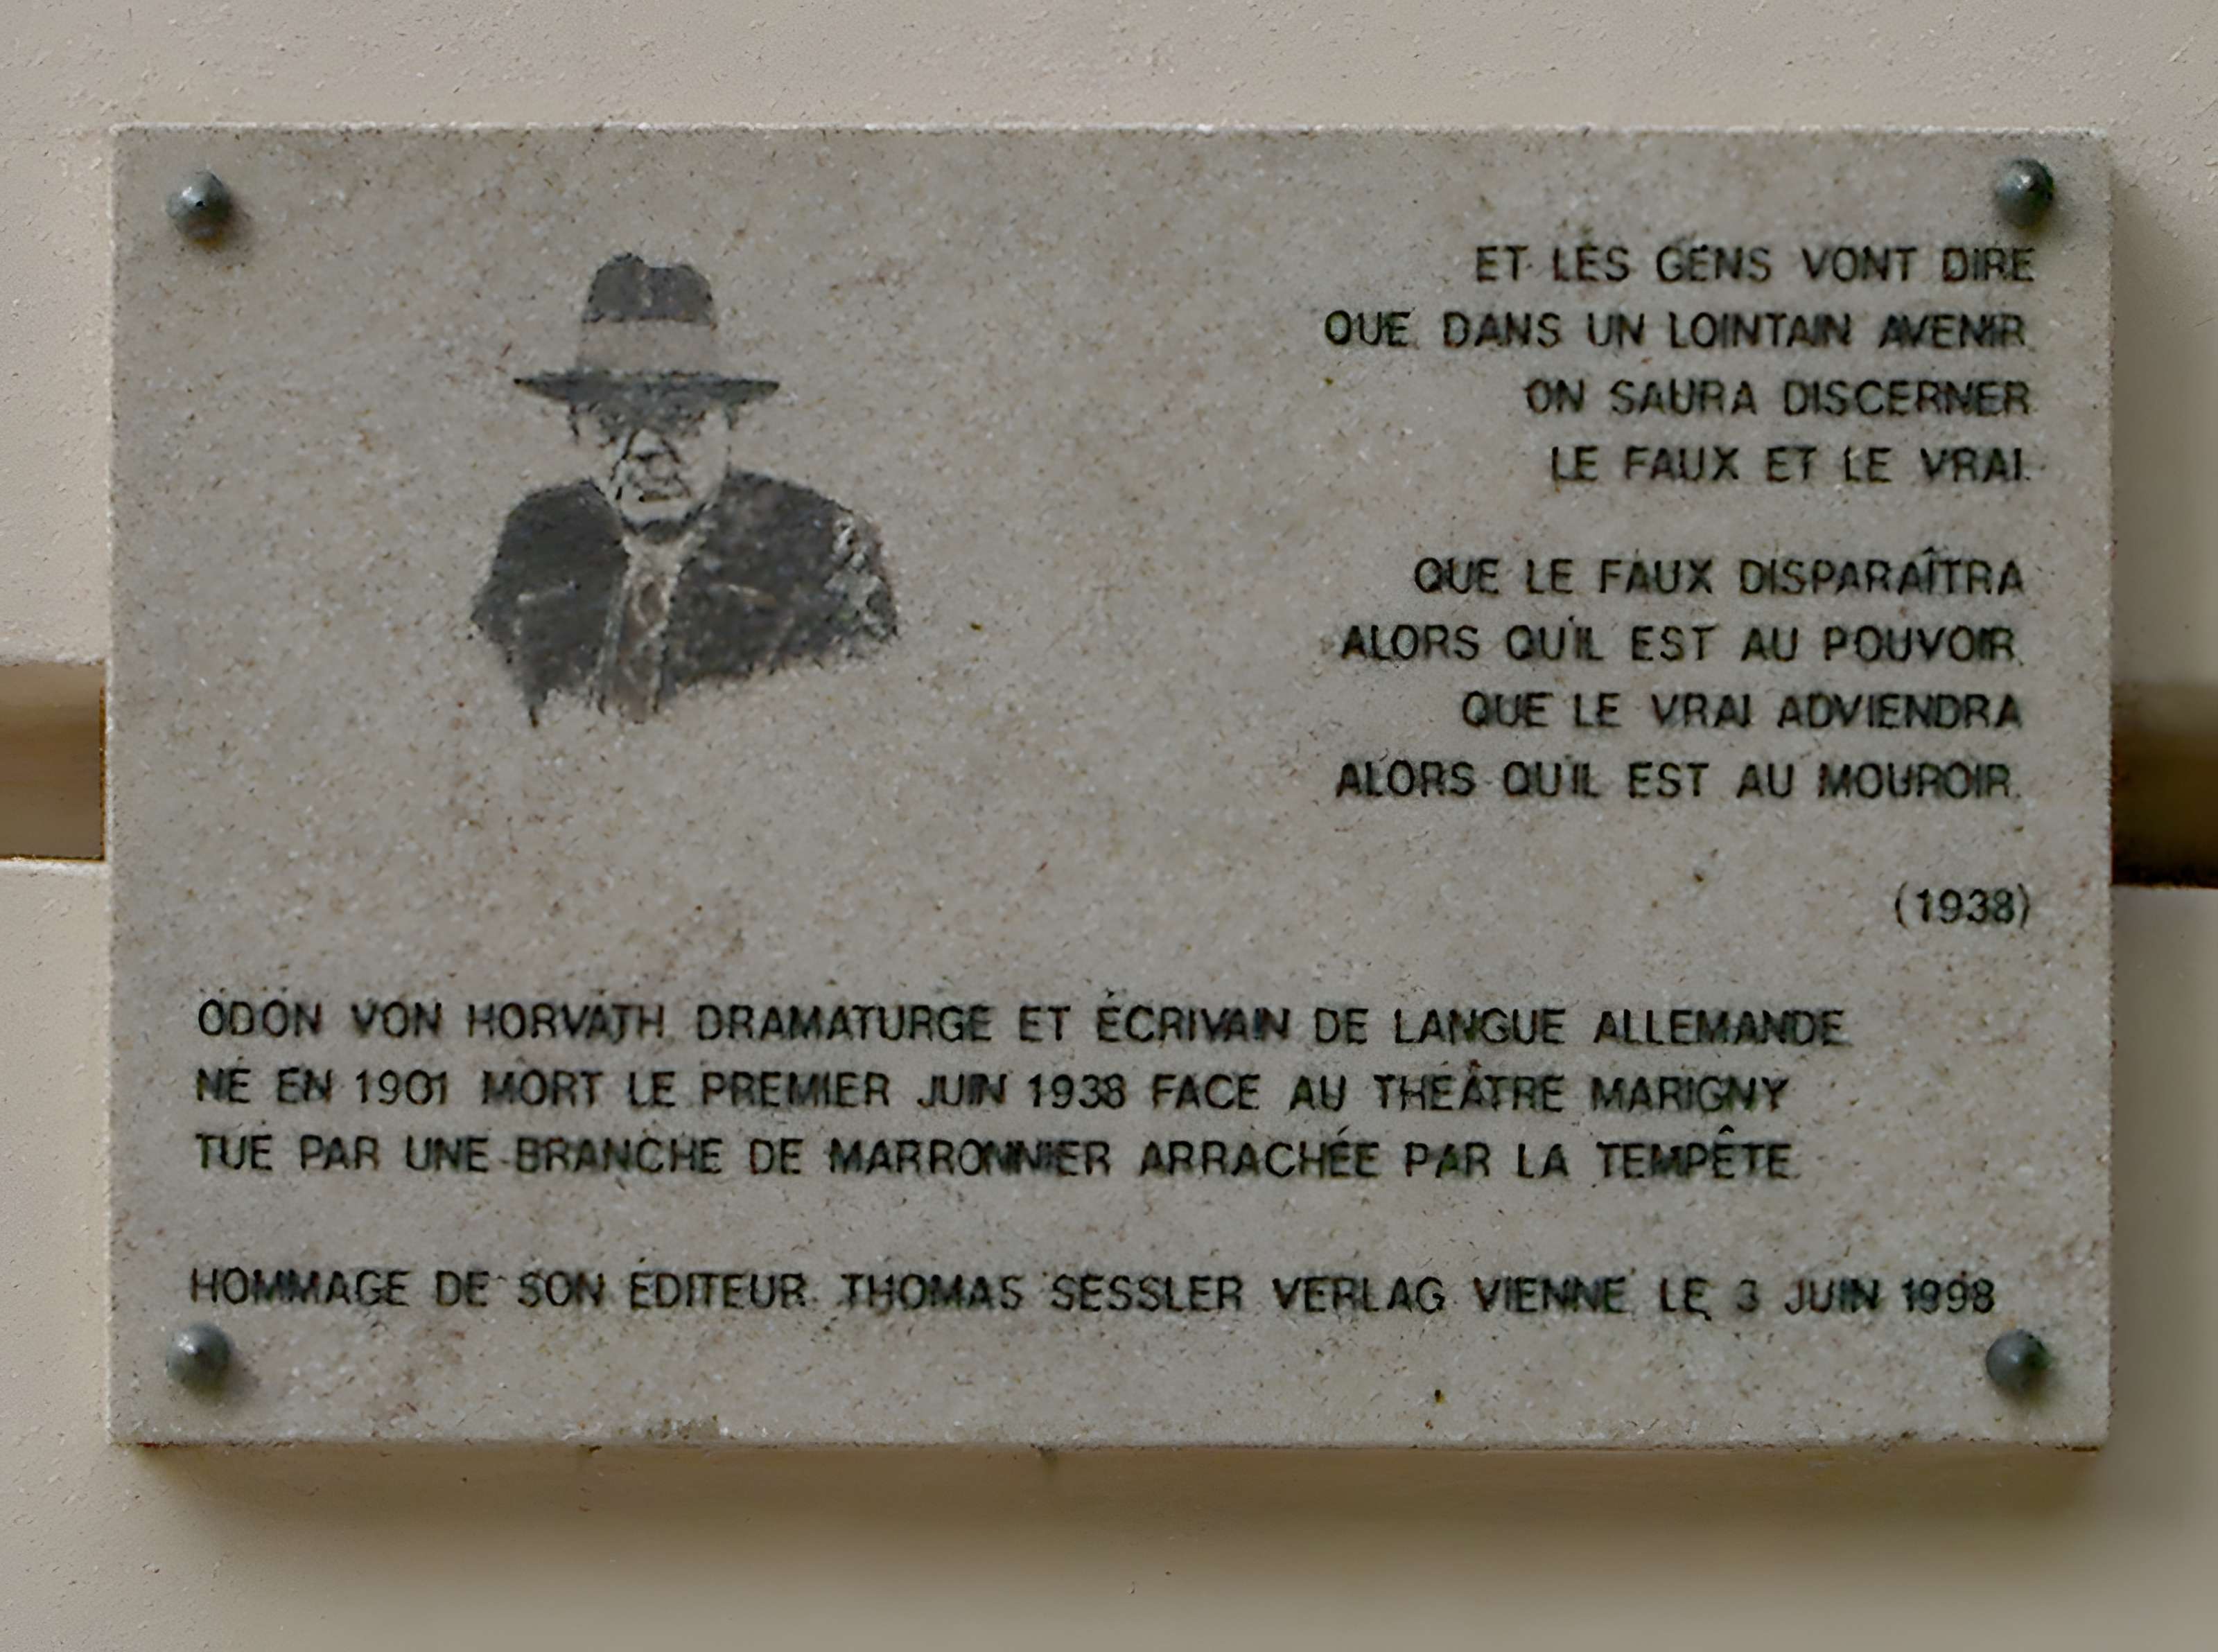 ET LES GENS VONT DIRE
QUE DANS UN LOINTAIN AVENIR
ON SAURA DISCERNER
LE FAUX ET LE VRAI.
QUE LE FAUX DISPARAÎTRA
ALORS QU'IL EST AU POUVOIR
QUE LE VRAI ADVIENDRA
ALORS QU'IL EST AU MOUROIR.
(1938)
ÖDÖN VON HORVÁTH DRAMATURGE ET ÉCRIVAIN DE LANGUE ALLEMANDE
NÉ EN 1901 MORT LE PREMIER JUIN 1938 FACE AU THÉÂTRE MARIGNY
TUÉ PAR UNE BRANCHE DE MARRONNIER ARRACHÉE PAR LA TEMPÊTE
HOMMAGE DE SON ÉDITEUR THOMAS SESSLER VERLAG VIENNE LE 3 JUIN 1998